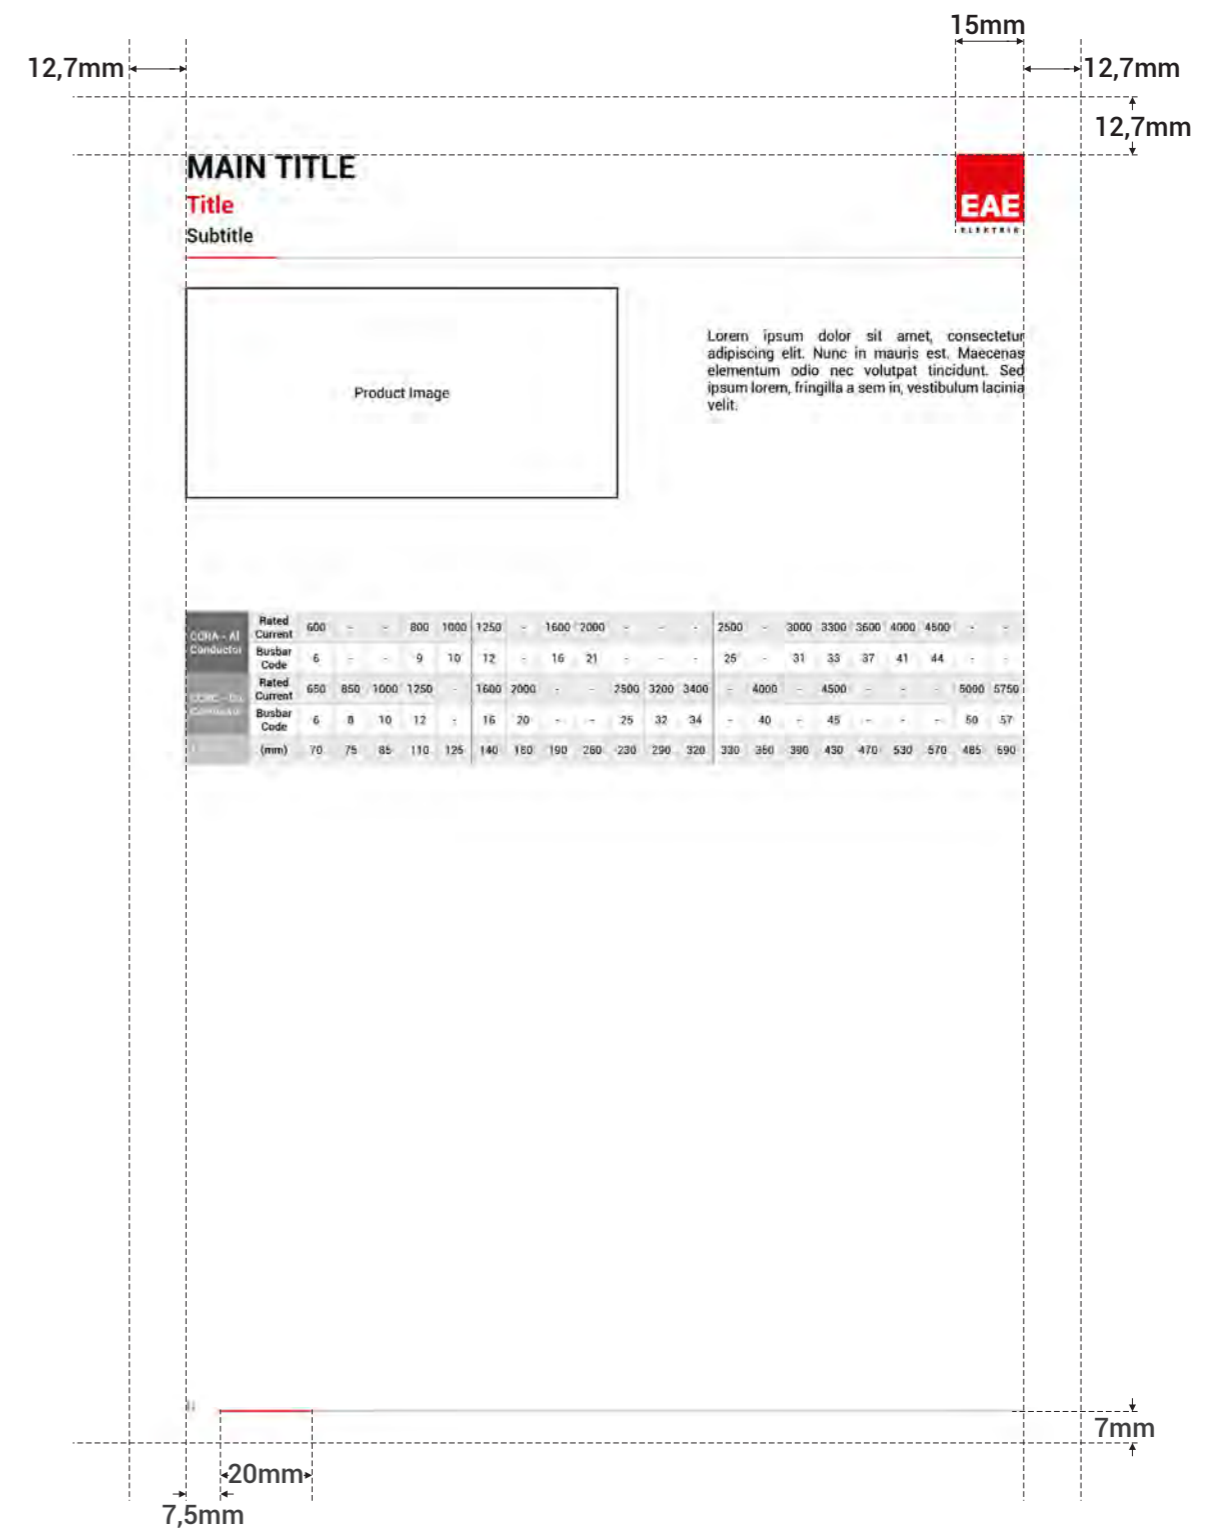 15mm
12,7mm
12,7mm
12,7mm
MAIN TITLE
Title
Subtitle
EAE
ELEKTRIK
Product Image
Lorem ipsum dolor sit amet, consectetur
adipiscing elit. Nunc in mauris est. Maecenas
elementum odio nec volutpat tincidunt. Sed
ipsum lorem, fringilla a sem in, vestibulum lacinia
velit.
Rated Current 600 - - 800 1000 1250 - 1600 2000 - - - 2500 - 3000 3300 3600 4000 4500 - -
Conductor
Busbar Code 6 - - 9 10 12 - 16 21 - - - 25 - 31 33 37 41 44 - -
Rated Current 650 850 1000 1250 - 1600 2000 - - 2500 3200 3400 - 4000 - 4500 - - - 5000 5750
Busbar Code 6 8 10 12 - 16 20 - - 25 32 34 - 40 - 45 - - - 50 57
(mm) 70 75 85 110 125 140 160 190 250 230 290 320 330 350 390 430 470 530 570 485 590
7mm
20mm
7,5mm